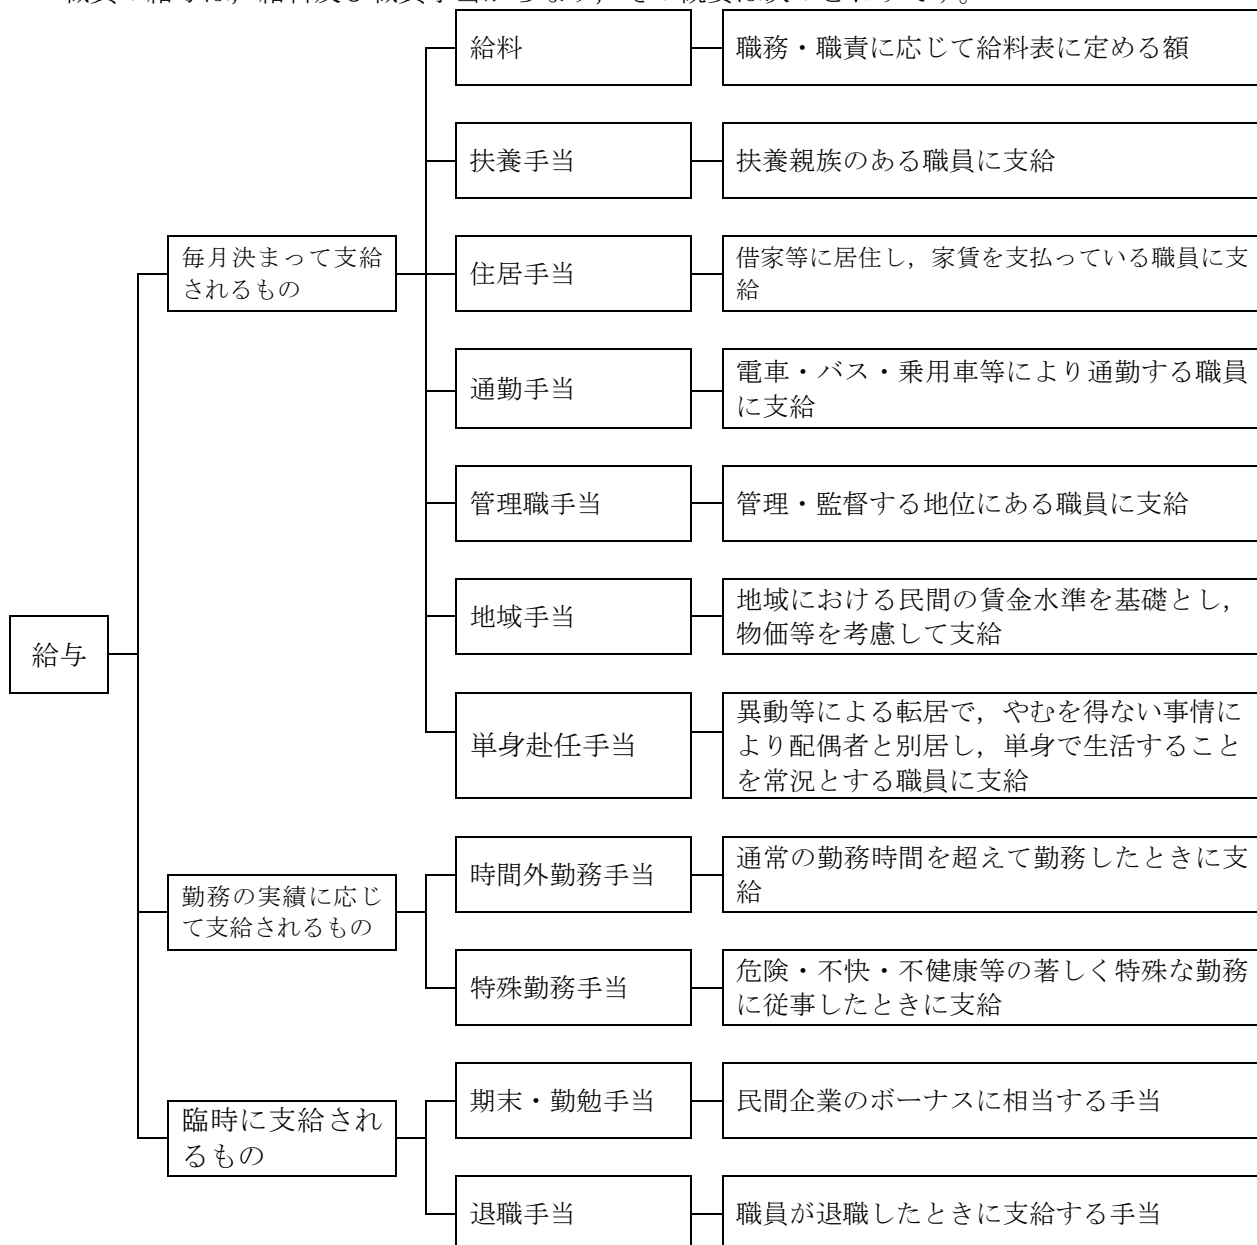 給料
職務・職責に応じて給料表に定める額
扶養手当
扶養親族のある職員に支給
毎月決まって支給
されるもの
住居手当
借家等に居住し，家賃を支払っている職員に支
給
通勤手当
電車・バス・乗用車等により通勤する職員
に支給
管理職手当
管理・監督する地位にある職員に支給
給与
地域手当
地域における民間の賃金水準を基礎とし，
物価等を考慮して支給
単身赴任手当
異動等による転居で，やむを得ない事情に
より配偶者と別居し，単身で生活すること
を常況とする職員に支給
勤務の実績に応じ
て支給されるもの
時間外勤務手当
通常の勤務時間を超えて勤務したときに支
給
特殊勤務手当
危険・不快・不健康等の著しく特殊な勤務
に従事したときに支給
臨時に支給され
るもの
期末・勤勉手当
民間企業のボーナスに相当する手当
退職手当
職員が退職したときに支給する手当